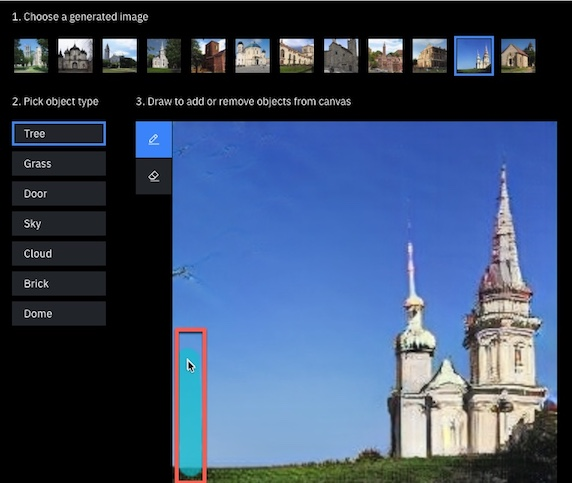 1. Choose a generated image
2. Pick object type
3. Draw to add or remove objects from canvas
Tree
Grass
Door
Sky
Cloud
Brick
Dome